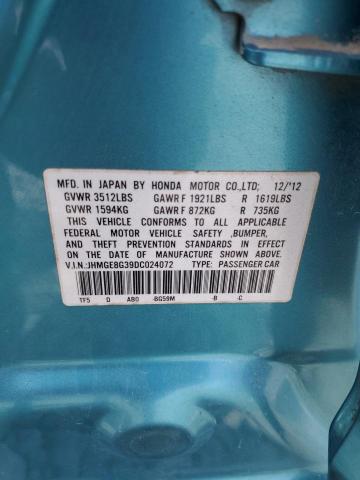 MFD. IN JAPAN BY HONDA MOTOR CO.,LTD; 12/'12
GVWR 3512LBS GAWR F 1921LBS R 1619LBS
GVWR 1594KG GAWR F 872KG R 735KG
THIS VEHICLE CONFORMS TO ALL APPLICABLE
FEDERAL MOTOR VEHICLE SAFETY ,BUMPER,
AND THEFT PREVENTION STANDARDS IN EFFECT
ON THE DATE OF MANUFACTURE SHOWN ABOVE.
V.I.N.:JHMGE8G39DC024072 TYPE: PASSENGER CAR
TF5 D AB0 -BG59M -B -C